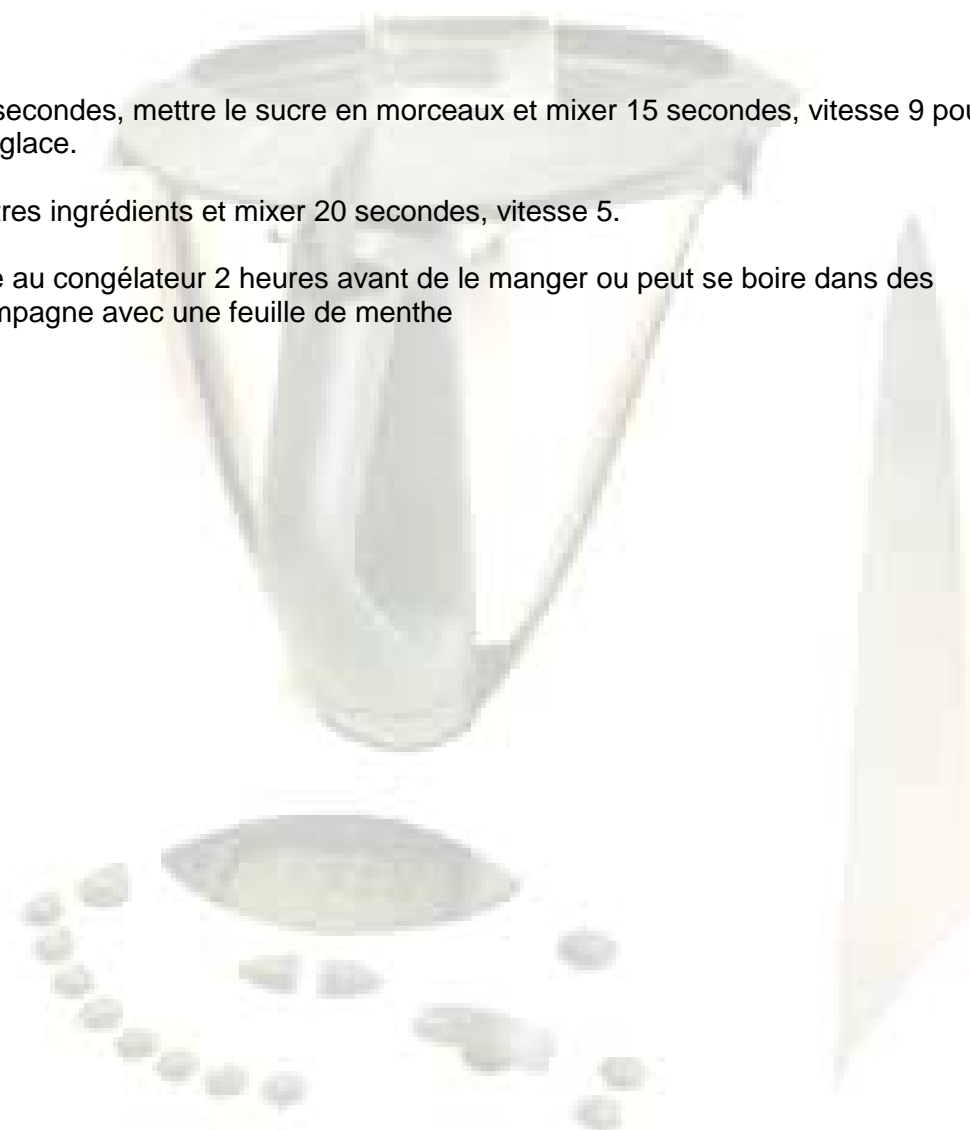 secondes, mettre le sucre en morceaux et mixer 15 secondes, vitesse 9 pou
glace.
tres ingrédients et mixer 20 secondes, vitesse 5.
e au congélateur 2 heures avant de le manger ou peut se boire dans des
mpagne avec une feuille de menthe